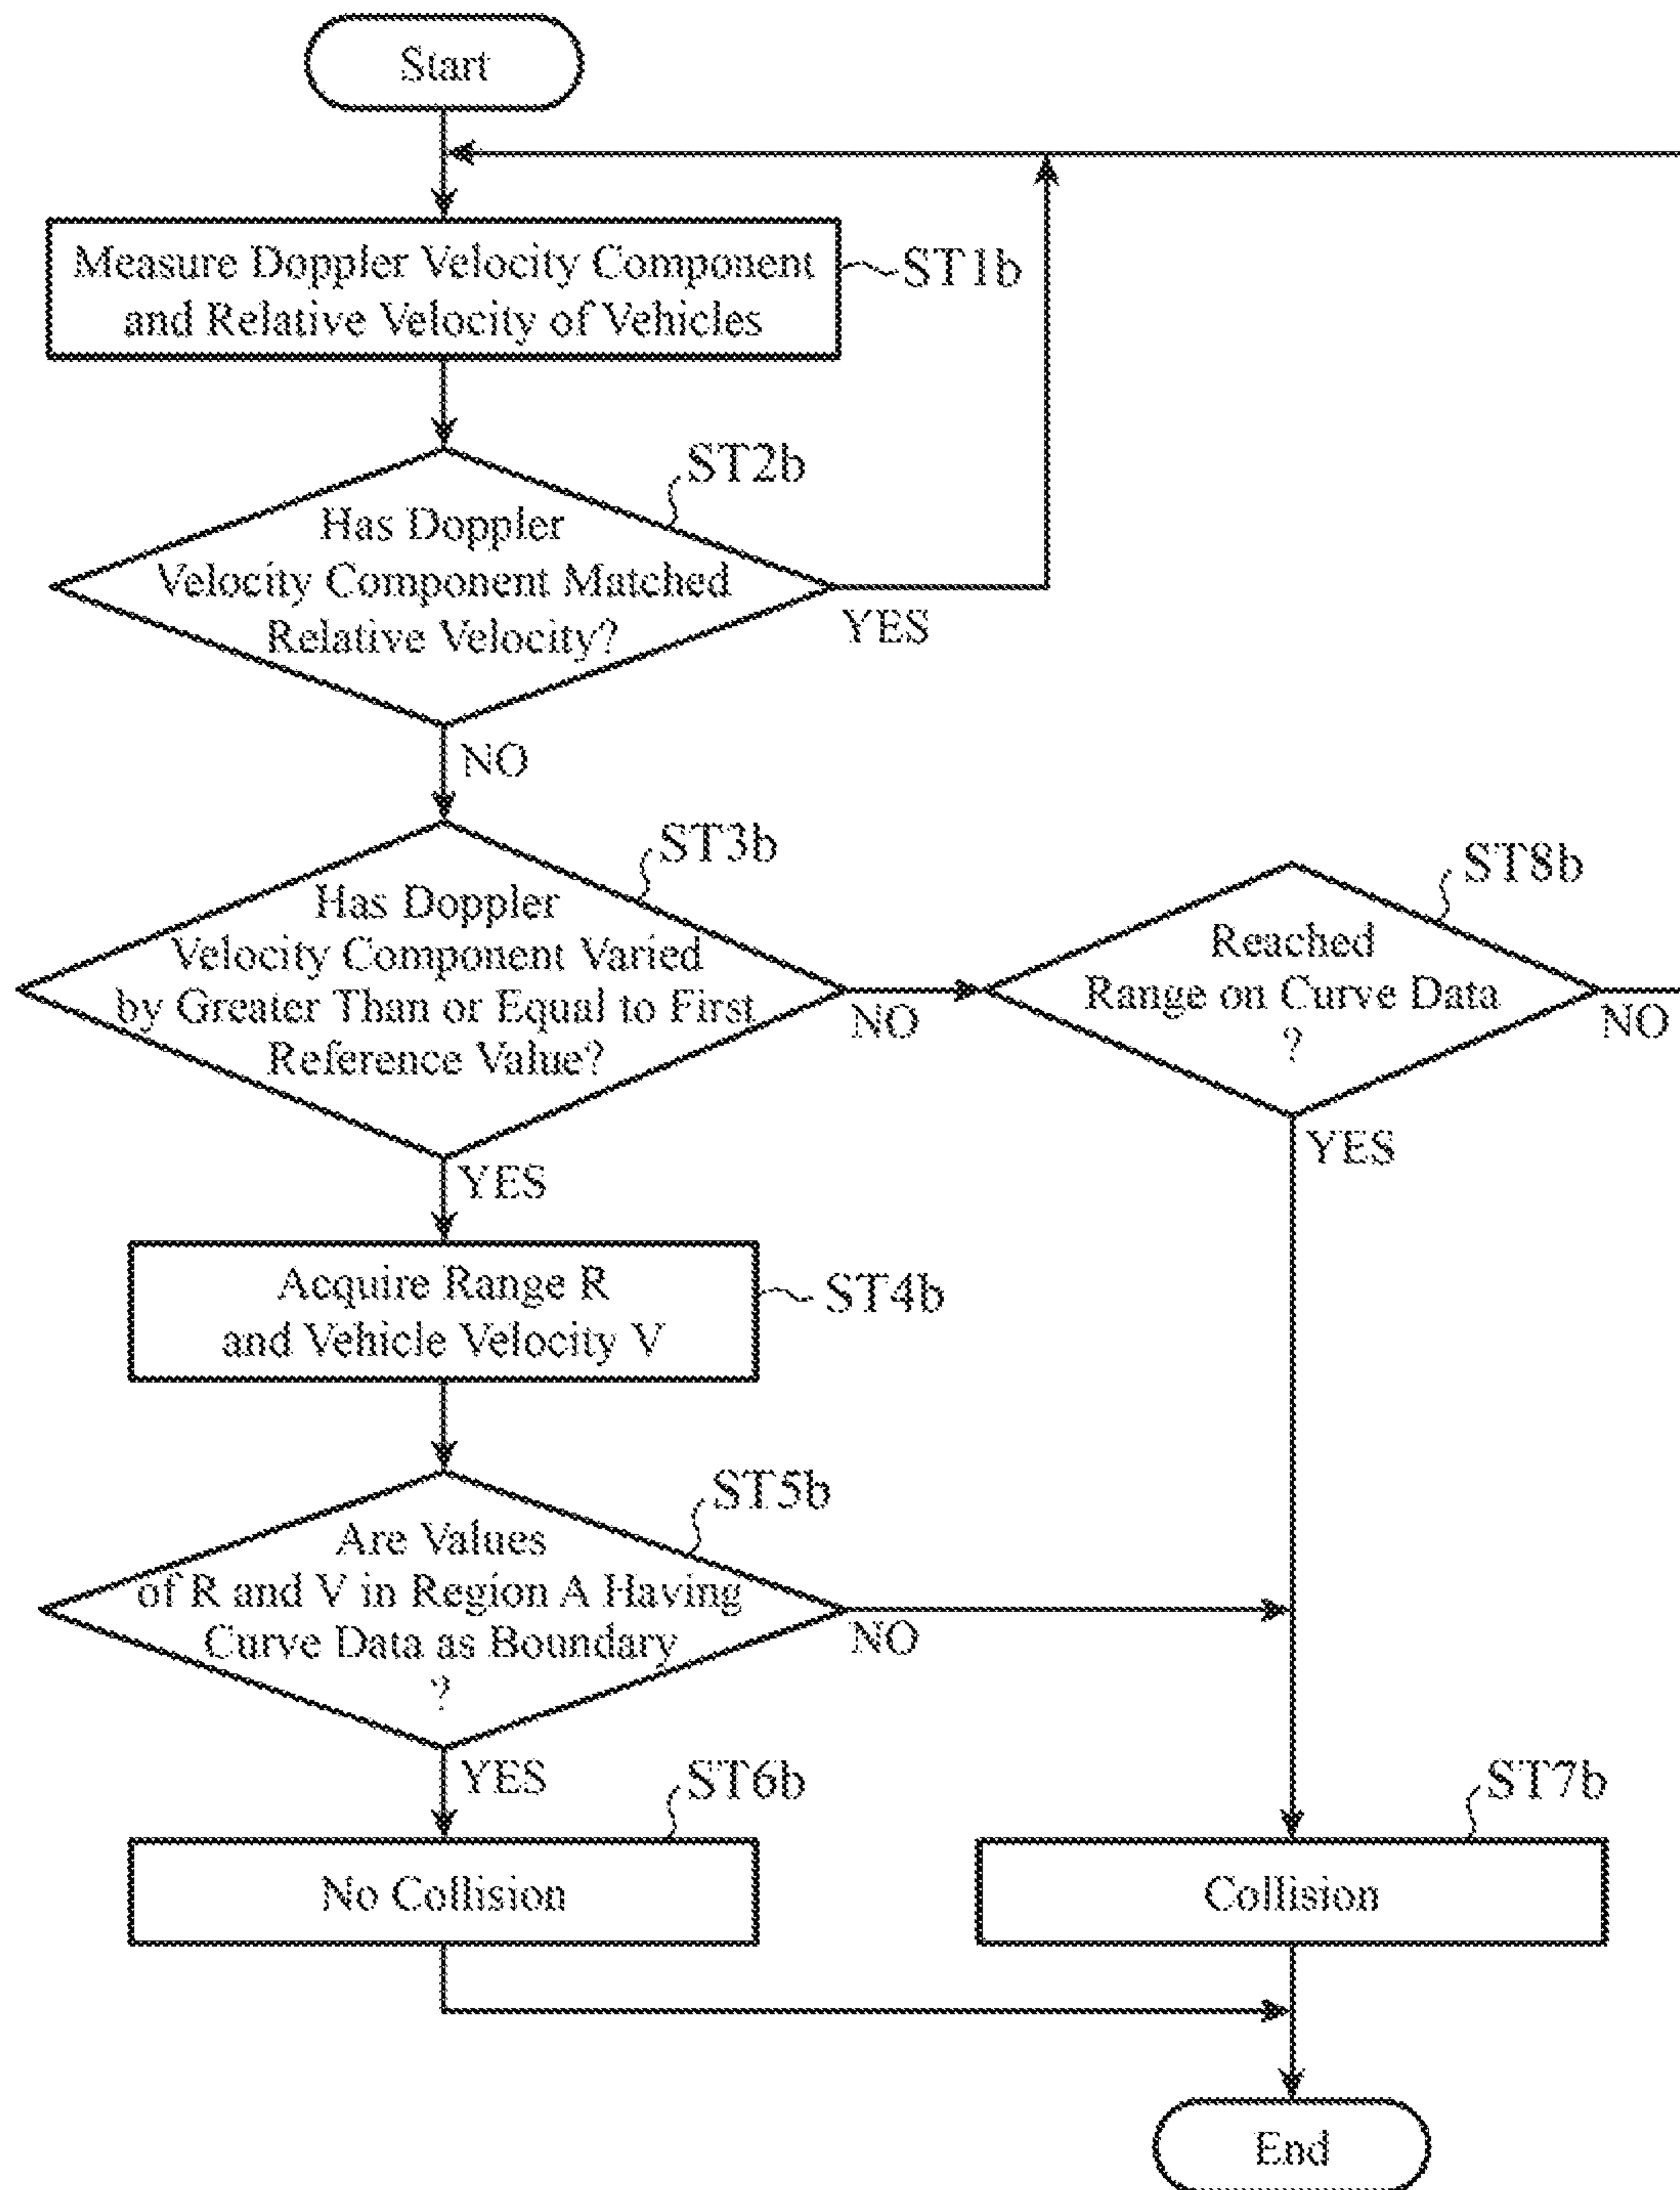 Start
Measure Doppler Velocity Component
and Relative Velocity of Vehicles
ST1b
ST2b
Has Doppler
Velocity Component Matched
Relative Velocity?
YES
NO
ST3b
Has Doppler
Velocity Component Varied
by Greater Than or Equal to First
Reference Value?
NO
YES
ST8b
Reached
Range on Curve Data
?
NO
YES
Acquire Range R
and Vehicle Velocity V
ST4b
ST5b
Are Values
of R and V in Region A Having
Curve Data as Boundary
?
NO
YES
ST6b
No Collision
ST7b
Collision
End